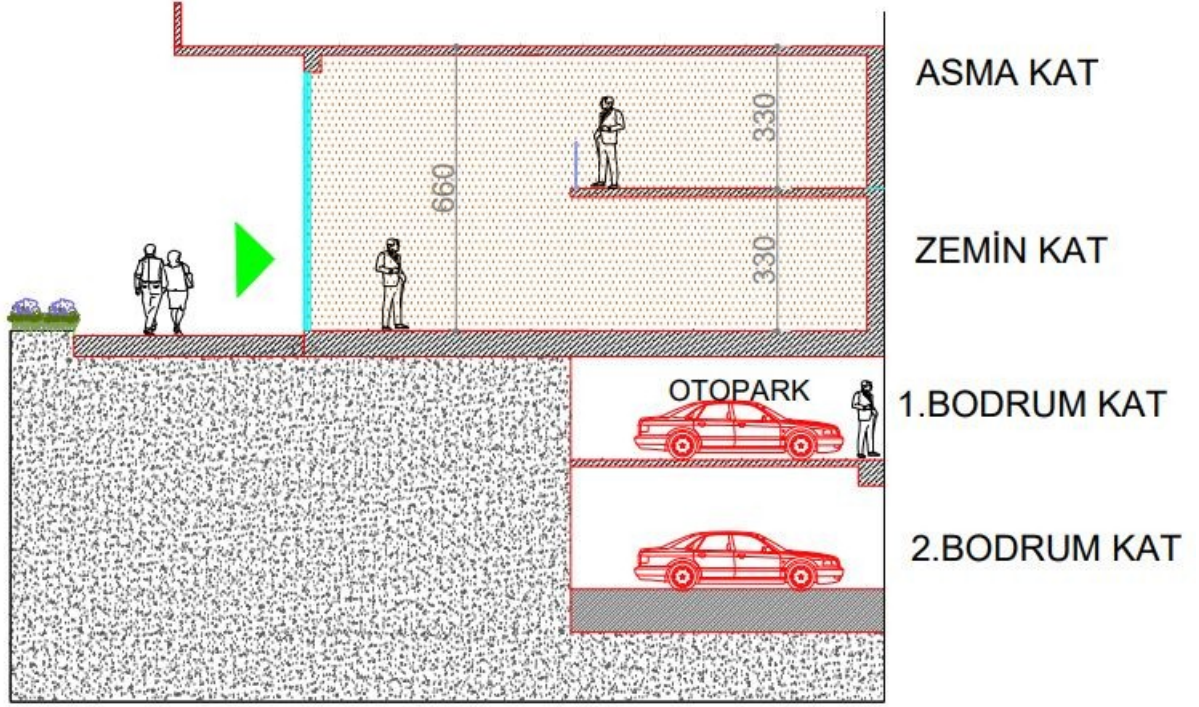 ASMA KAT
330
660
ZEMİN KAT
330
OTOPARK
1.BODRUM KAT
2.BODRUM KAT